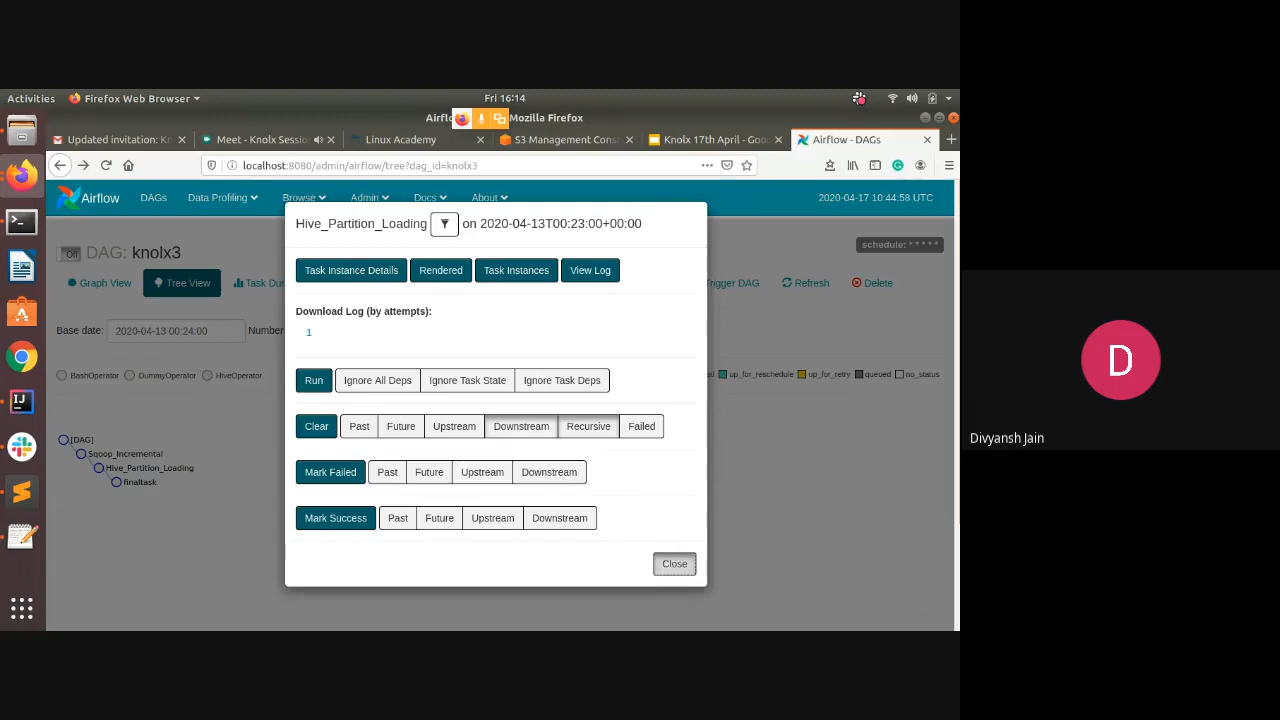 Activities Firefox Web Browser Fri 16:14
Airfl Mozilla Firefox
Updated invitation: Kn Meet - Knolx Sessio Linux Academy S3 Management Cons Knolx 17th April - Goo Airflow - DAGs
localhost:8080/admin/airflow/tree?dag_id=knolx3
Airflow DAGs Data Profiling Browse Admin Docs About 2020-04-17 10:44:58 UTC
Hive_Partition_Loading on 2020-04-13T00:23:00+00:00
Off DAG: knolx3 schedule: * * * * *
Task Instance Details Rendered Task Instances View Log
Graph View Tree View Task Dur rigger DAG Refresh Delete
Download Log (by attempts):
Base date: 2020-04-13 00:24:00 Number
1
BashOperator DummyOperator HiveOperator up_for_reschedule up_for_retry queued no_status
Run Ignore All Deps Ignore Task State Ignore Task Deps
Clear Past Future Upstream Downstream Recursive Failed
[DAG]
Sqoop_Incremental
Hive_Partition_Loading
finaltask
Mark Failed Past Future Upstream Downstream
Mark Success Past Future Upstream Downstream
Close
D
Divyansh Jain